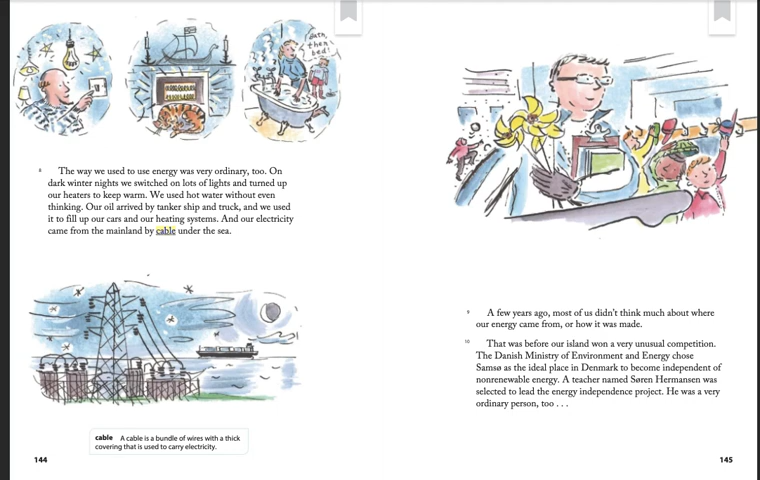 Bath,
then
bed!
8 The way we used to use energy was very ordinary, too. On
dark winter nights we switched on lots of lights and turned up
our heaters to keep warm. We used hot water without even
thinking. Our oil arrived by tanker ship and truck, and we used
it to fill up our cars and our heating systems. And our electricity
came from the mainland by cable under the sea.
cable A cable is a bundle of wires with a thick
covering that is used to carry electricity.
144
9 A few years ago, most of us didn't think much about where
our energy came from, or how it was made.
10 That was before our island won a very unusual competition.
The Danish Ministry of Environment and Energy chose
Samsø as the ideal place in Denmark to become independent of
nonrenewable energy. A teacher named Søren Hermansen was
selected to lead the energy independence project. He was a very
ordinary person, too . . .
145